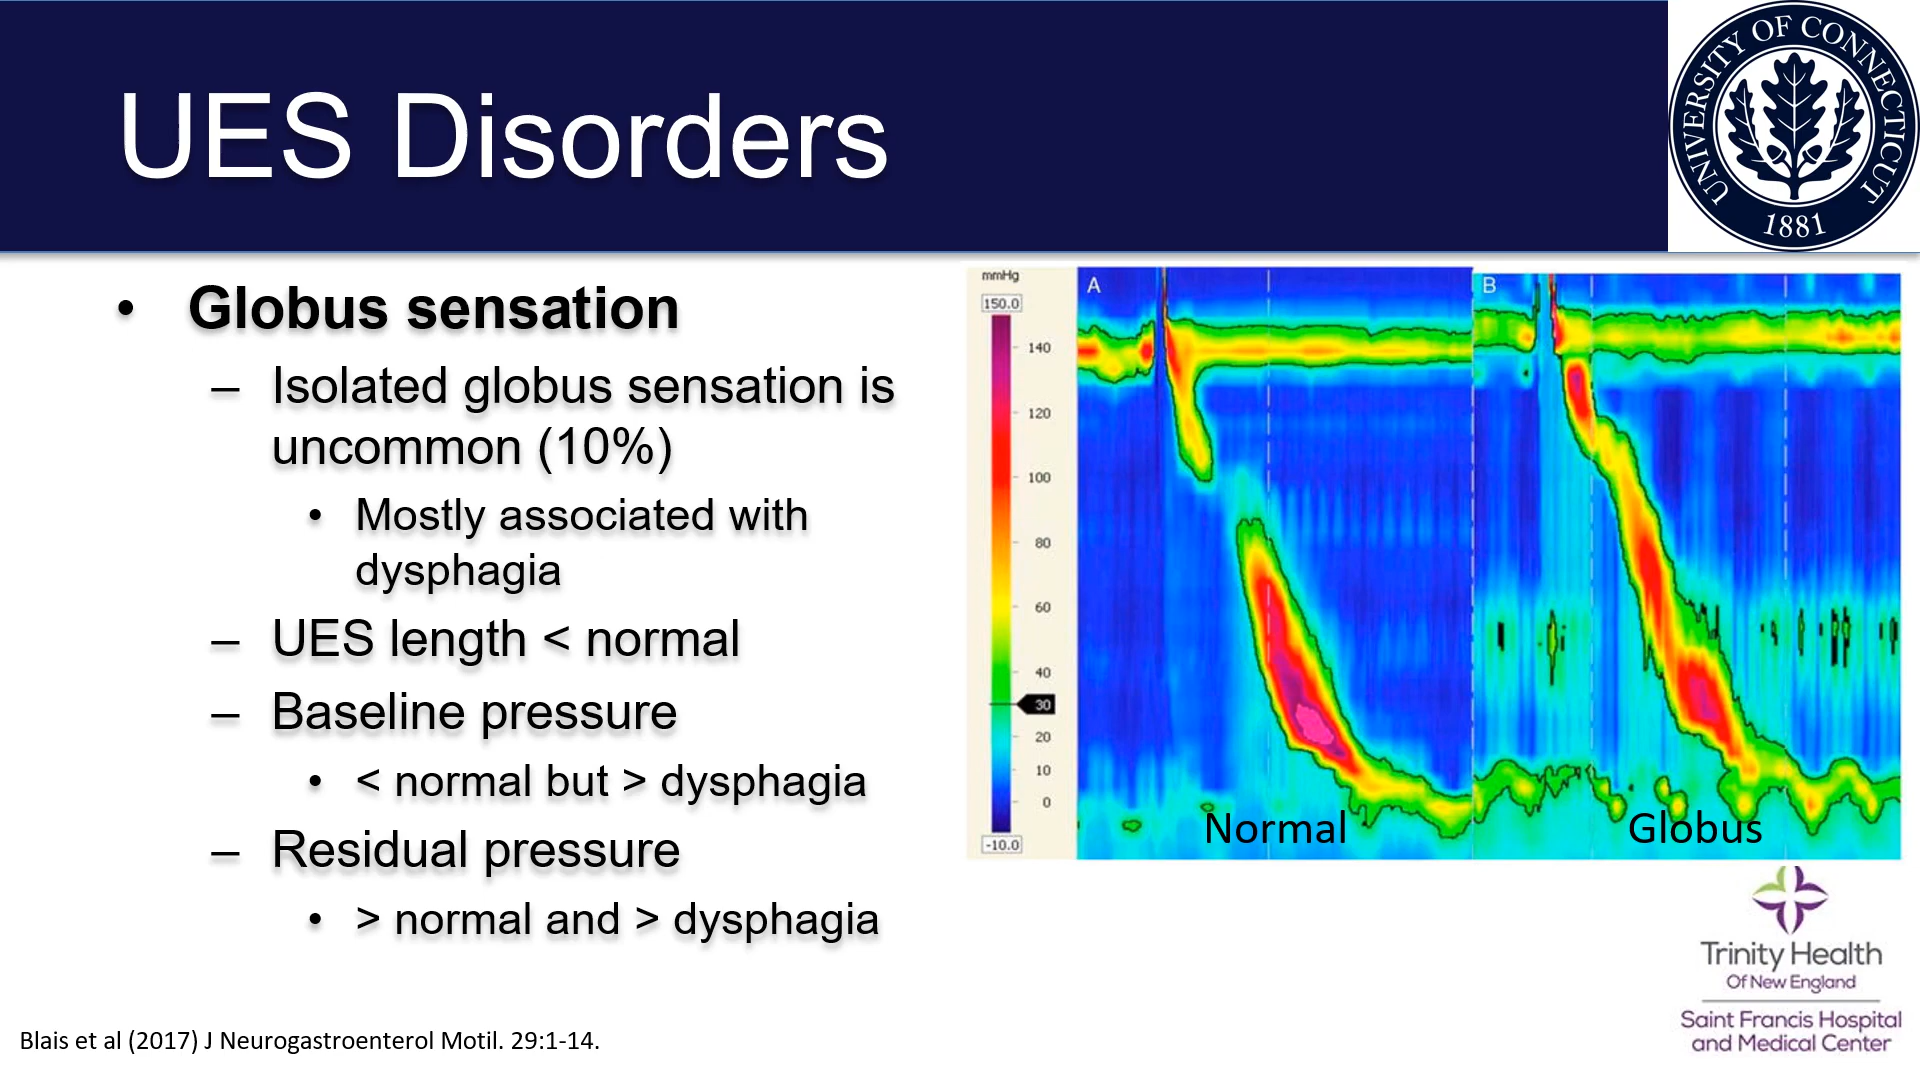 UES Disorders
UNIVERSITY OF CONNECTICUT
1881
• Globus sensation
– Isolated globus sensation is
uncommon (10%)
• Mostly associated with
dysphagia
– UES length < normal
– Baseline pressure
• < normal but > dysphagia
– Residual pressure
• > normal and > dysphagia
mmHg
150.0
140
120
100
80
60
40
30
20
10
0
-10.0
A
B
Normal
Globus
Trinity Health
Of New England
Saint Francis Hospital
and Medical Center
Blais et al (2017) J Neurogastroenterol Motil. 29:1-14.